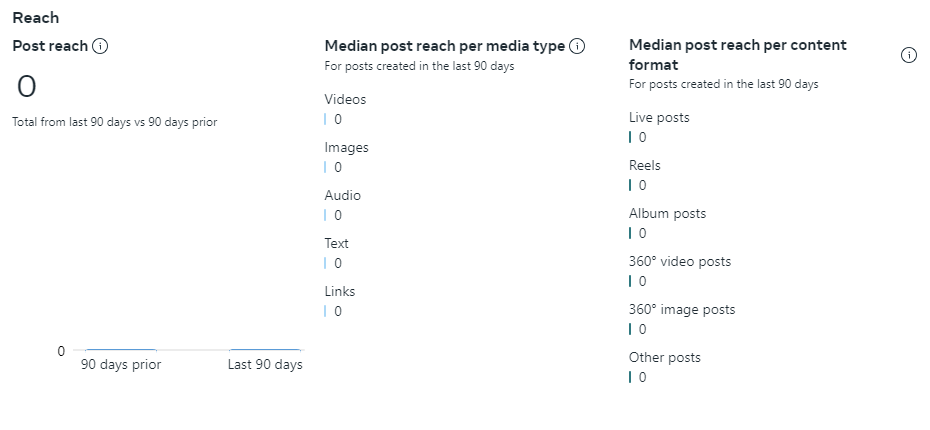 Reach
Post reach
0
Total from last 90 days vs 90 days prior
0
90 days prior
Last 90 days
Median post reach per media type
For posts created in the last 90 days
Videos
0
Images
0
Audio
0
Text
0
Links
0
Median post reach per content
format
For posts created in the last 90 days
Live posts
0
Reels
0
Album posts
0
360° video posts
0
360° image posts
0
Other posts
0